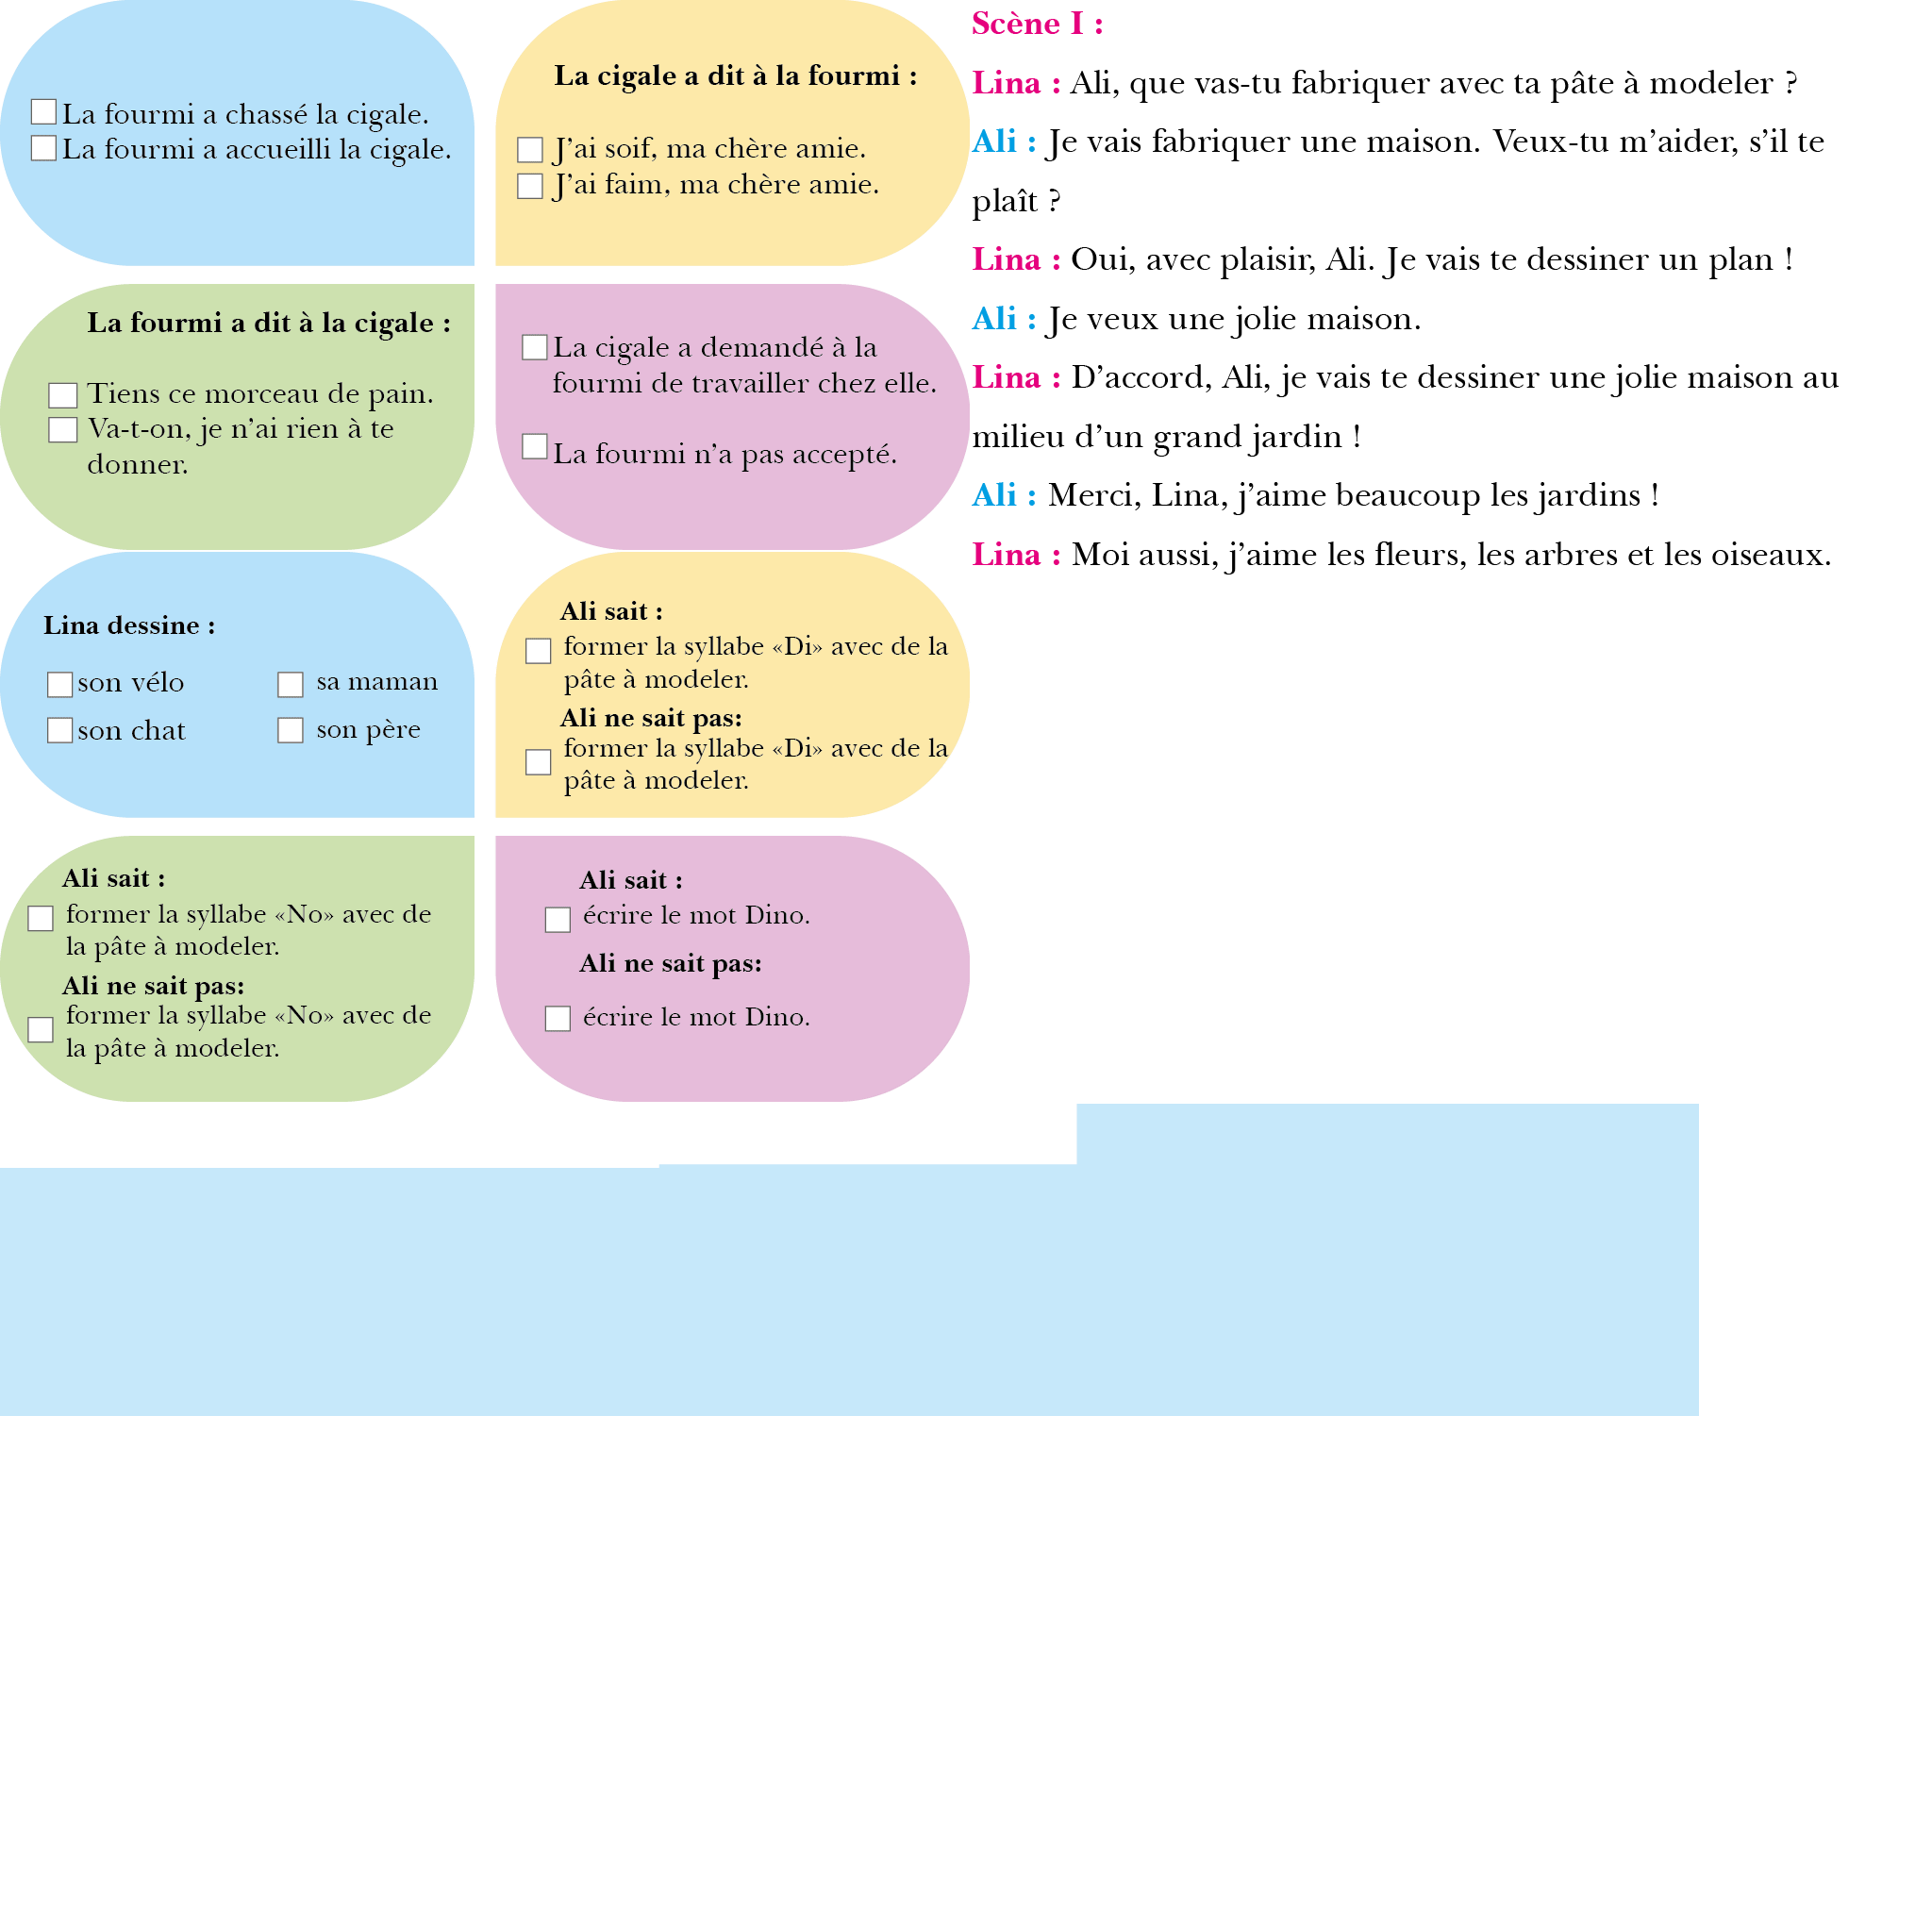 La fourmi a chassé la cigale.
La fourmi a accueilli la cigale.
La cigale a dit à la fourmi :
J’ai soif, ma chère amie.
J’ai faim, ma chère amie.
La fourmi a dit à la cigale :
Tiens ce morceau de pain.
Va-t-on, je n’ai rien à te
donner.
La cigale a demandé à la
fourmi de travailler chez elle.
La fourmi n’a pas accepté.
Lina dessine :
son vélo
sa maman
son chat
son père
Ali sait :
former la syllabe «Di» avec de la
pâte à modeler.
Ali ne sait pas:
former la syllabe «Di» avec de la
pâte à modeler.
Ali sait :
former la syllabe «No» avec de
la pâte à modeler.
Ali ne sait pas:
former la syllabe «No» avec de
la pâte à modeler.
Ali sait :
écrire le mot Dino.
Ali ne sait pas:
écrire le mot Dino.
Scène I :
Lina : Ali, que vas-tu fabriquer avec ta pâte à modeler ?
Ali : Je vais fabriquer une maison. Veux-tu m’aider, s’il te
plaît ?
Lina : Oui, avec plaisir, Ali. Je vais te dessiner un plan !
Ali : Je veux une jolie maison.
Lina : D’accord, Ali, je vais te dessiner une jolie maison au
milieu d’un grand jardin !
Ali : Merci, Lina, j’aime beaucoup les jardins !
Lina : Moi aussi, j’aime les fleurs, les arbres et les oiseaux.